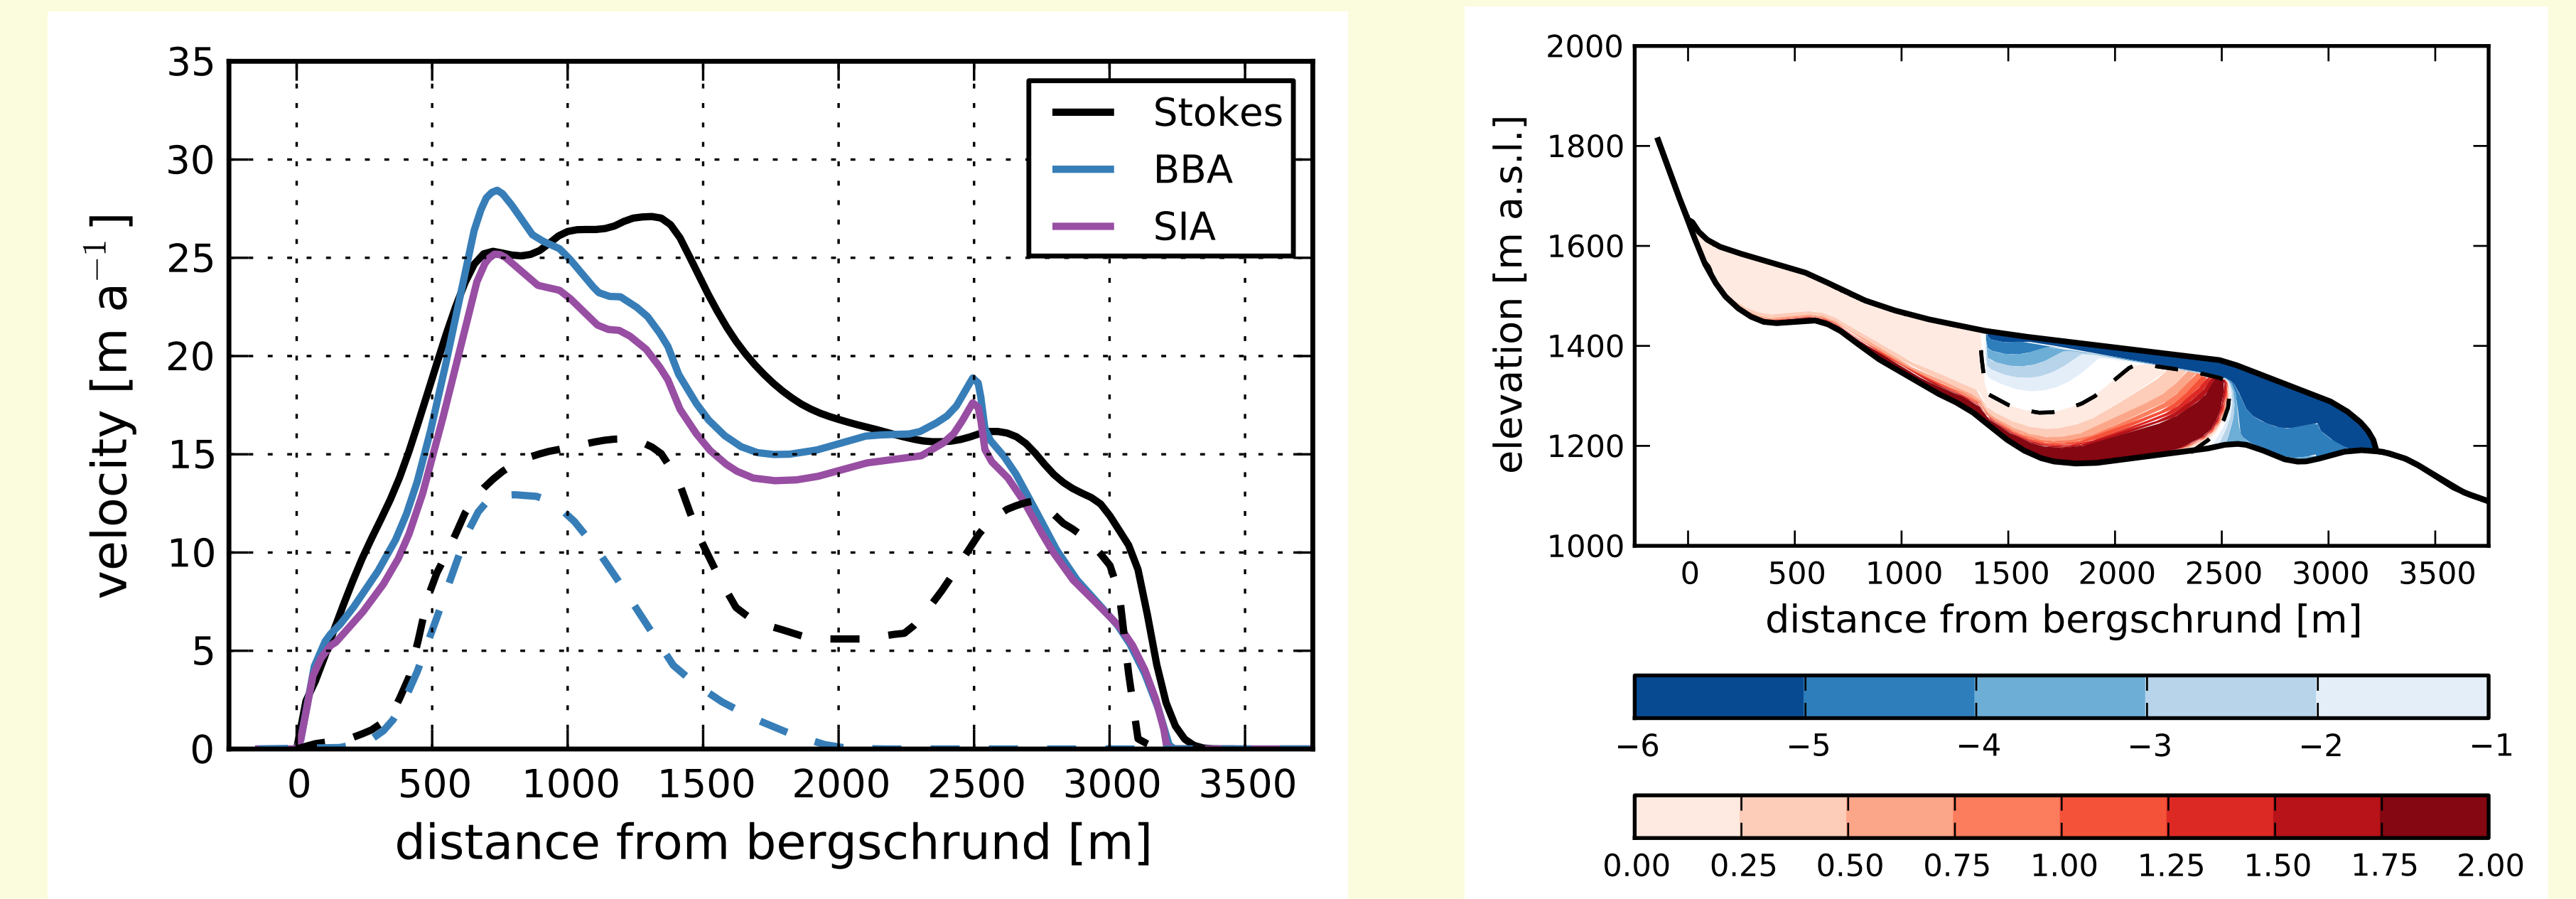 35
30
25
20
15
10
5
0
velocity [m a⁻¹]
Stokes
BBA
SIA
0 500 1000 1500 2000 2500 3000 3500
distance from bergschrund [m]
2000
1800
1600
1400
1200
1000
elevation [m a.s.l.]
0 500 1000 1500 2000 2500 3000 3500
distance from bergschrund [m]
−6 −5 −4 −3 −2 −1
0.00 0.25 0.50 0.75 1.00 1.25 1.50 1.75 2.00